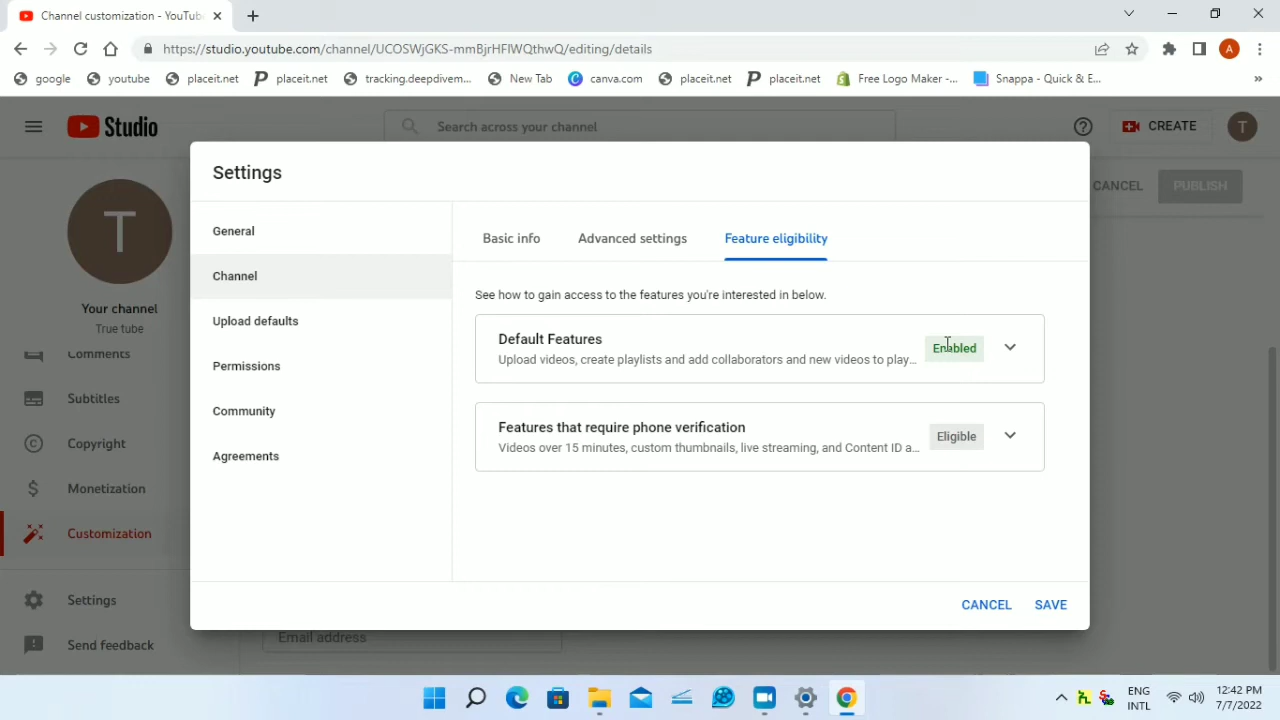 Channel customization - YouTub
https://studio.youtube.com/channel/UCOSWjGKS-mmBjrHFlWQthwQ/editing/details
A
google
youtube
placeit.net
placeit.net
tracking.deepdivem...
New Tab
canva.com
placeit.net
placeit.net
Free Logo Maker -...
Snappa - Quick & E...
»
Studio
Search across your channel
CREATE
T
CANCEL
PUBLISH
T
Your channel
True tube
Comments
Subtitles
Copyright
Monetization
Customization
Settings
Send feedback
Settings
General
Channel
Upload defaults
Permissions
Community
Agreements
Basic info
Advanced settings
Feature eligibility
See how to gain access to the features you're interested in below.
Default Features
Upload videos, create playlists and add collaborators and new videos to play...
Enabled
Features that require phone verification
Videos over 15 minutes, custom thumbnails, live streaming, and Content ID a...
Eligible
CANCEL
SAVE
Email address
ENG
INTL
12:42 PM
7/7/2022